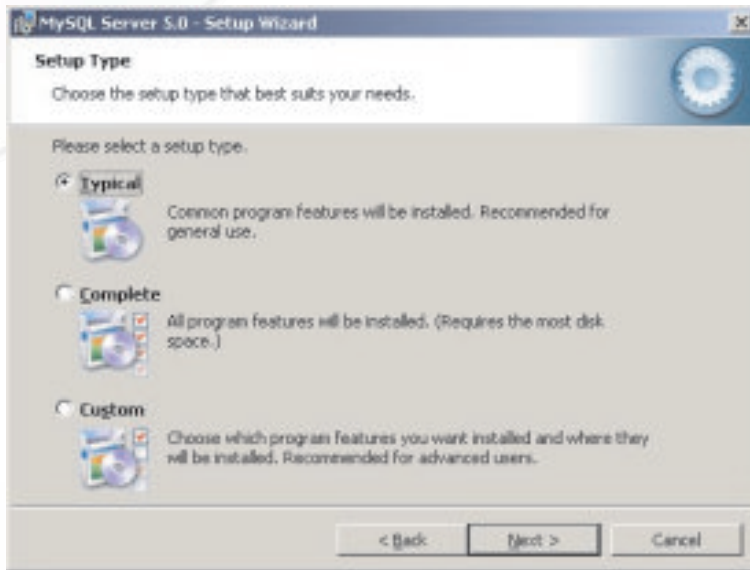 MySQL Server 5.0 - Setup Wizard
Setup Type
Choose the setup type that best suits your needs.
Please select a setup type.
Typical
Common program features will be installed. Recommended for
general use.
Complete
All program features will be installed. (Requires the most disk
space.)
Custom
Choose which program features you want installed and where they
will be installed. Recommended for advanced users.
< Back
Next >
Cancel